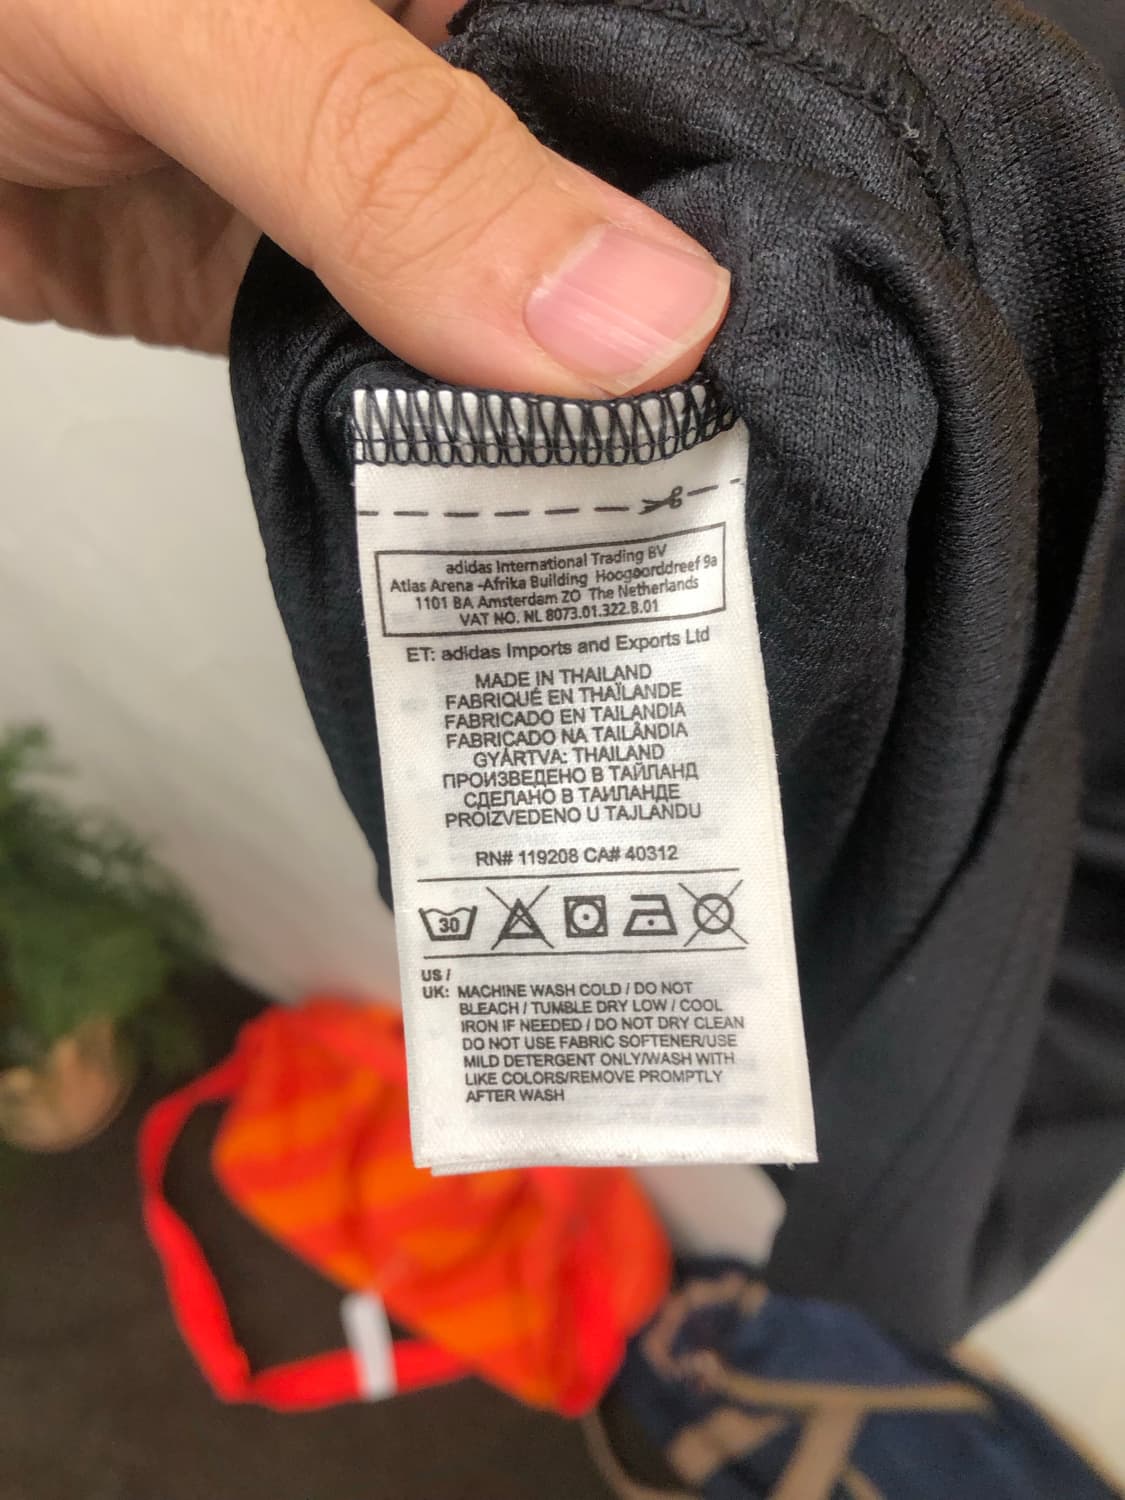 adidas International Trading BV
Atlas Arena -Afrika Building Hoogoorddreef 9a
1101 BA Amsterdam ZO The Netherlands
VAT NO. NL 8073.01.322.B.01
ET: adidas Imports and Exports Ltd
MADE IN THAILAND
FABRIQUÉ EN THAÏLANDE
FABRICADO EN TAILANDIA
FABRICADO NA TAILÂNDIA
GYÁRTVA: THAILAND
ПРОИЗВЕДЕНО В ТАЙЛАНД
СДЕЛАНО В ТАИЛАНДЕ
PROIZVEDENO U TAJLANDU
RN# 119208 CA# 40312
30
US /
UK: MACHINE WASH COLD / DO NOT
BLEACH / TUMBLE DRY LOW / COOL
IRON IF NEEDED / DO NOT DRY CLEAN
DO NOT USE FABRIC SOFTENER/USE
MILD DETERGENT ONLY/WASH WITH
LIKE COLORS/REMOVE PROMPTLY
AFTER WASH